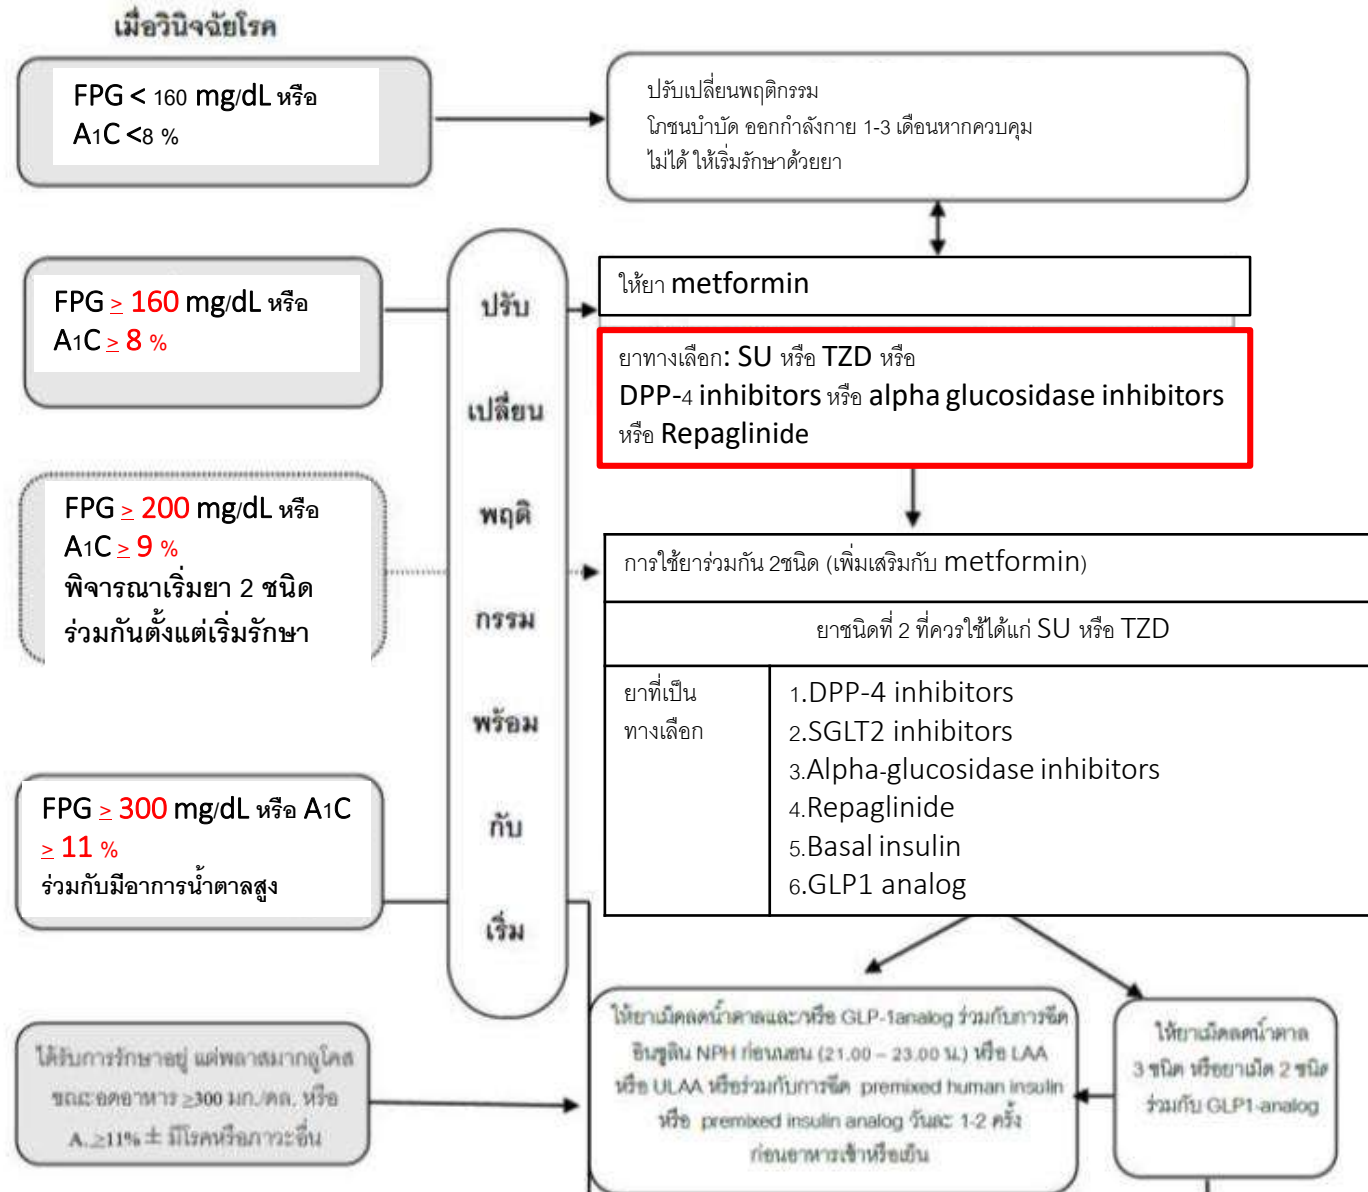 เมื่อวินิจฉัยโรค
FPG < 160 mg/dL หรือ
A1C <8 %
ปรับเปลี่ยนพฤติกรรม
โภชนบำบัด ออกกำลังกาย 1-3 เดือนหากควบคุม
ไม่ได้ ให้เริ่มรักษาด้วยยา
FPG ≥ 160 mg/dL หรือ
A1C ≥ 8 %
ปรับ
เปลี่ยน
พฤติ
กรรม
พร้อม
กับ
เริ่ม
ให้ยา metformin
ยาทางเลือก: SU หรือ TZD หรือ
DPP-4 inhibitors หรือ alpha glucosidase inhibitors
หรือ Repaglinide
FPG ≥ 200 mg/dL หรือ
A1C ≥ 9 %
พิจารณาเริ่มยา 2 ชนิด
ร่วมกันตั้งแต่เริ่มรักษา
การใช้ยาร่วมกัน 2ชนิด (เพิ่มเสริมกับ metformin)
ยาชนิดที่ 2 ที่ควรใช้ได้แก่ SU หรือ TZD
ยาที่เป็น
ทางเลือก
1.DPP-4 inhibitors
2.SGLT2 inhibitors
3.Alpha-glucosidase inhibitors
4.Repaglinide
5.Basal insulin
6.GLP1 analog
FPG ≥ 300 mg/dL หรือ A1C
≥ 11 %
ร่วมกับมีอาการน้ำตาลสูง
ได้รับการรักษาอยู่ แต่พลาสมากลูโคส
ขณะอดอาหาร ≥300 มก./ดล. หรือ
A. ≥11% ± มีโรคหรือภาวะอื่น
ให้ยาเม็ดลดน้ำตาลและ/หรือ GLP-1analog ร่วมกับการฉีด
อินซูลิน NPH ก่อนนอน (21.00 – 23.00 น.) หรือ LAA
หรือ ULAA หรือร่วมกับการฉีด premixed human insulin
หรือ premixed insulin analog วันละ 1-2 ครั้ง
ก่อนอาหารเช้าหรือเย็น
ให้ยาเม็ดลดน้ำตาล
3 ชนิด หรือยาเม็ด 2 ชนิด
ร่วมกับ GLP1-analog